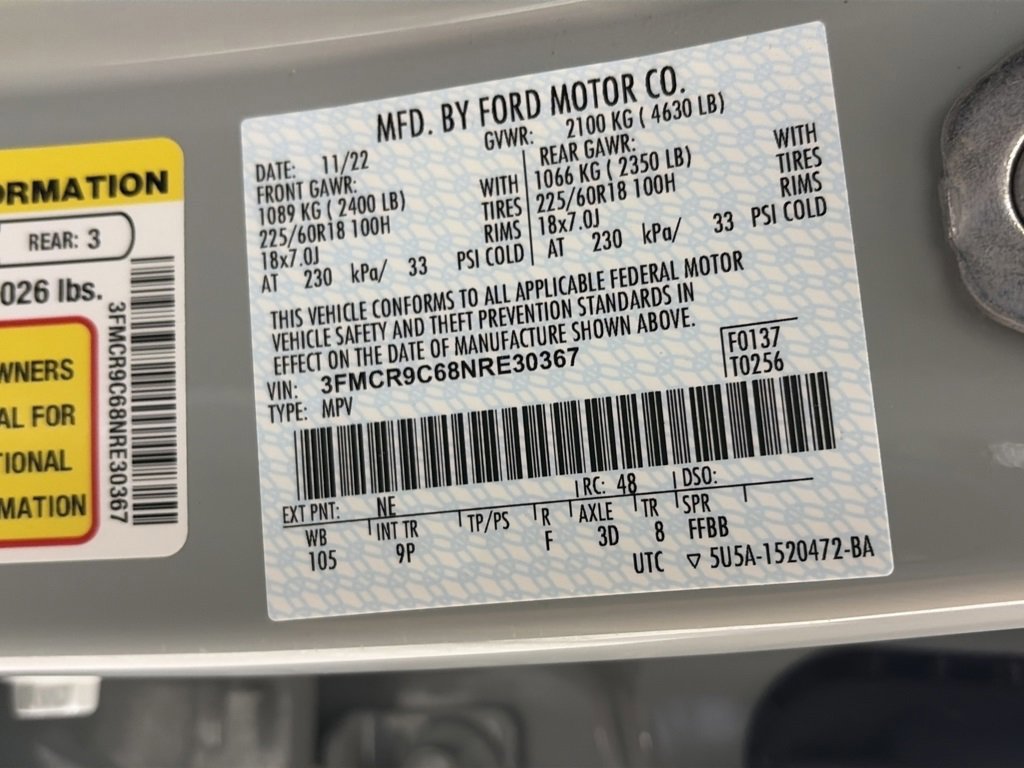 ORMATION
REAR: 3
026 lbs.
WNERS
AL FOR
TIONAL
MATION
3FMCR9C68NRE30367
MFD. BY FORD MOTOR CO.
DATE: 11/22 GVWR: 2100 KG ( 4630 LB)
FRONT GAWR: WITH REAR GAWR: WITH
1089 KG ( 2400 LB) TIRES 1066 KG ( 2350 LB) TIRES
225/60R18 100H RIMS 225/60R18 100H RIMS
18x7.0J 18x7.0J
AT 230 kPa/ 33 PSI COLD AT 230 kPa/ 33 PSI COLD
THIS VEHICLE CONFORMS TO ALL APPLICABLE FEDERAL MOTOR
VEHICLE SAFETY AND THEFT PREVENTION STANDARDS IN
EFFECT ON THE DATE OF MANUFACTURE SHOWN ABOVE.
VIN: 3FMCR9C68NRE30367 F0137
TYPE: MPV T0256
EXT PNT: NE RC: 48 DSO:
WB INT TR TP/PS R AXLE TR SPR
105 9P F 3D 8 FFBB
UTC ▽ 5U5A-1520472-BA